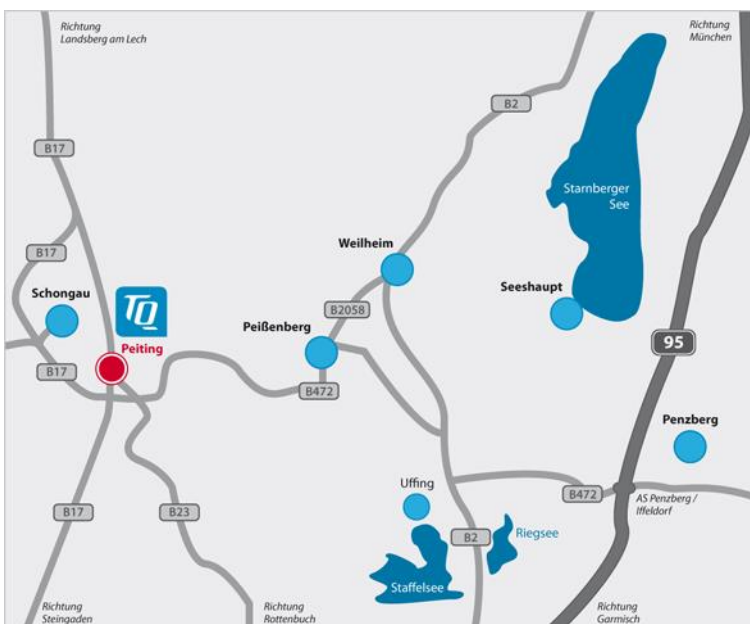 Richtung
Landsberg am Lech
Richtung
München
B2
B17
Starnberger
See
Weilheim
B17
Schongau
TQ
Seeshaupt
B2058
Peißenberg
Peiting
95
B17
B472
Penzberg
Uffing
B472
AS Penzberg /
Iffeldorf
B17
B23
B2
Riegsee
Staffelsee
Richtung
Steingaden
Richtung
Rottenbuch
Richtung
Garmisch